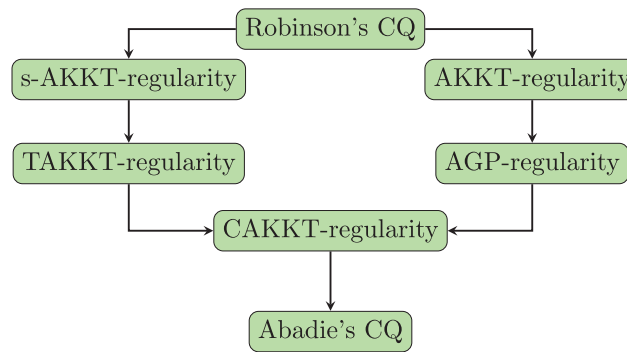 Robinson's CQ
s-AKKT-regularity
AKKT-regularity
TAKKT-regularity
AGP-regularity
CAKKT-regularity
Abadie's CQ